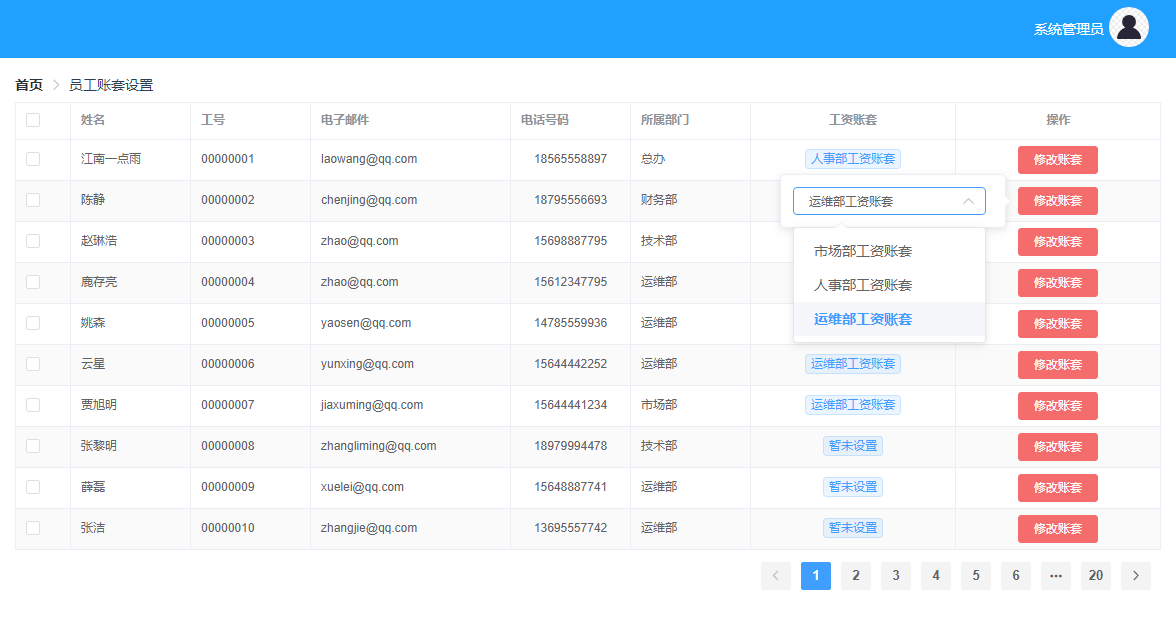 系统管理员
首页 > 员工账套设置
姓名 工号 电子邮件 电话号码 所属部门 工资账套 操作
江南一点雨 00000001 laowang@qq.com 18565558897 总办 人事部工资账套 修改账套
陈静 00000002 chenjing@qq.com 18795556693 财务部 运维部工资账套 修改账套
赵琳浩 00000003 zhao@qq.com 15698887795 技术部 市场部工资账套 修改账套
鹿存亮 00000004 zhao@qq.com 15612347795 运维部 人事部工资账套 修改账套
姚森 00000005 yaosen@qq.com 14785559936 运维部 运维部工资账套 修改账套
云星 00000006 yunxing@qq.com 15644442252 运维部 运维部工资账套 修改账套
贾旭明 00000007 jiaxuming@qq.com 15644441234 市场部 运维部工资账套 修改账套
张黎明 00000008 zhangliming@qq.com 18979994478 技术部 暂未设置 修改账套
薛磊 00000009 xuelei@qq.com 15648887741 运维部 暂未设置 修改账套
张洁 00000010 zhangjie@qq.com 13695557742 运维部 暂未设置 修改账套
< 1 2 3 4 5 6 ••• 20 >